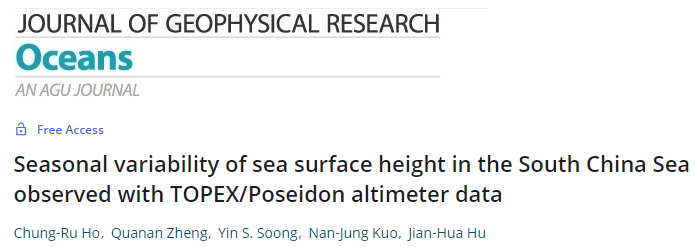 JOURNAL OF GEOPHYSICAL RESEARCH
Oceans
AN AGU JOURNAL
Free Access
Seasonal variability of sea surface height in the South China Sea
observed with TOPEX/Poseidon altimeter data
Chung-Ru Ho, Quanan Zheng, Yin S. Soong, Nan-Jung Kuo, Jian-Hua Hu